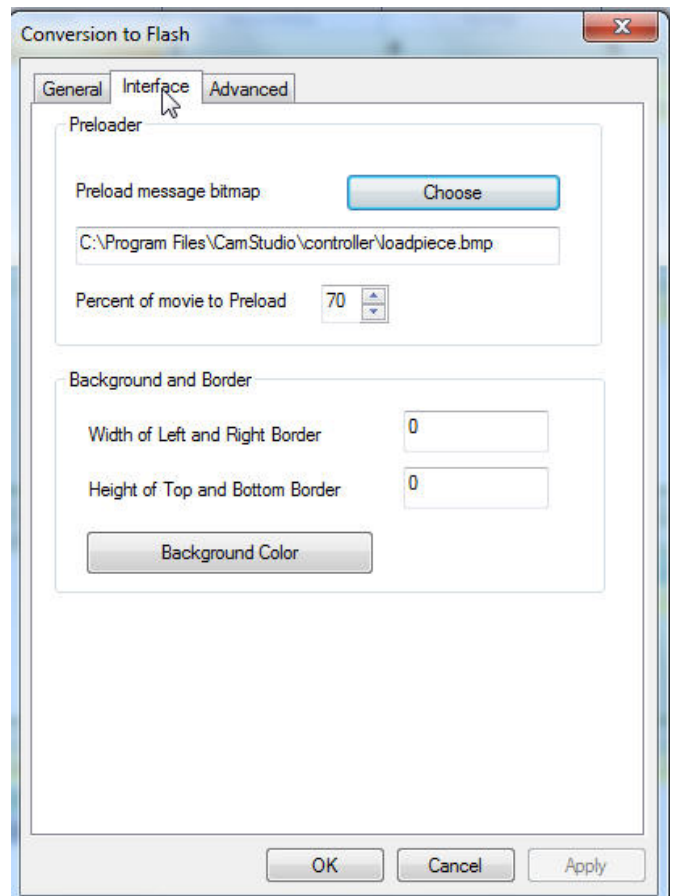 Conversion to Flash
General Interface Advanced
Preloader
Preload message bitmap Choose
C:\Program Files\CamStudio\controller\loadpiece.bmp
Percent of movie to Preload 70
Background and Border
Width of Left and Right Border 0
Height of Top and Bottom Border 0
Background Color
OK Cancel Apply